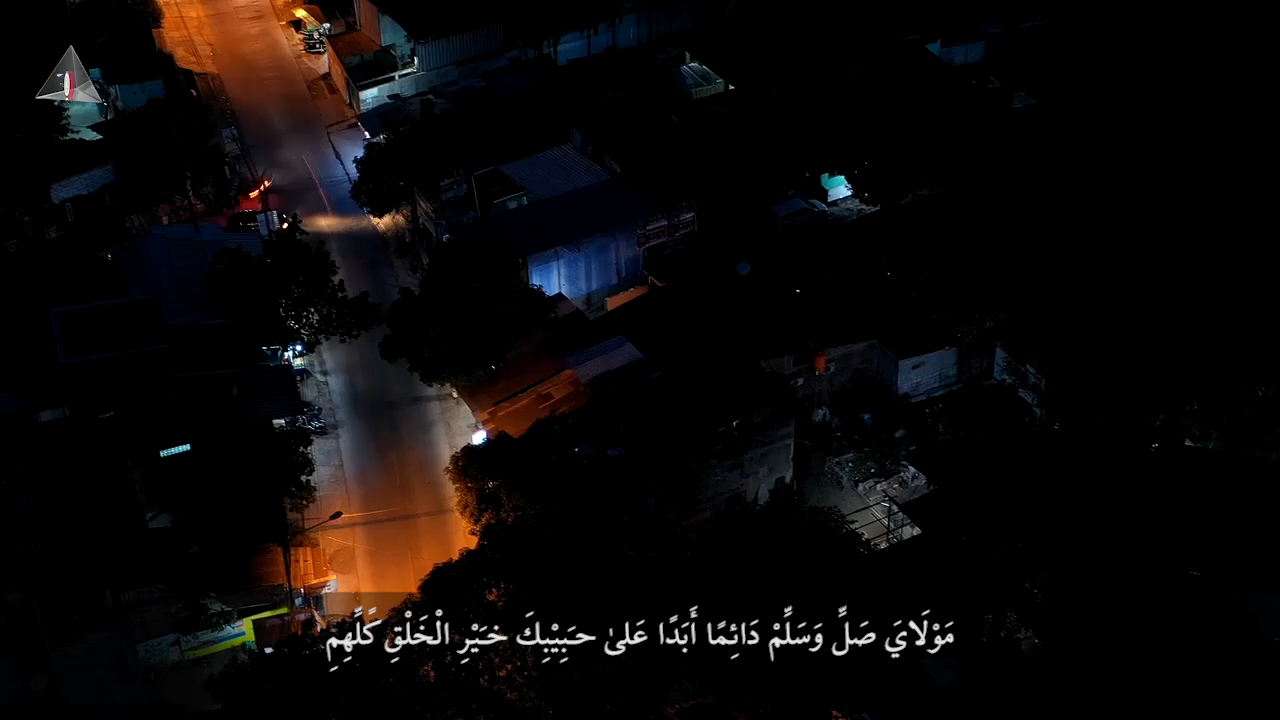 مَوْلَايَ صَلِّ وَسَلِّمْ دَائِمًا أَبَدًا عَلىٰ حَبِيْبِكَ خَيْرِ الْخَلْقِ كُلِّهِمِ